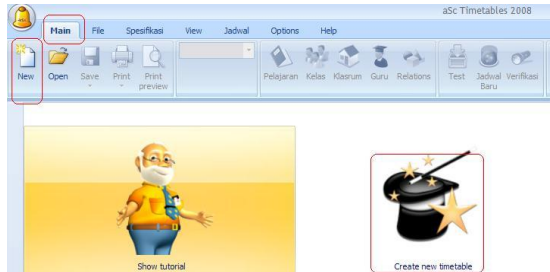 aSc Timetables 2008
Main File Spesifikasi View Jadwal Options Help
New Open Save Print Print preview Pelajaran Kelas Klasrum Guru Relations Test Jadwal Baru Verifikasi
Show tutorial Create new timetable